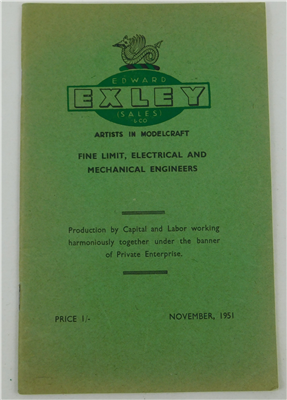 EDWARD
EXLEY
(SALES)
& CO
ARTISTS IN MODELCRAFT
FINE LIMIT, ELECTRICAL AND
MECHANICAL ENGINEERS
Production by Capital and Labor working
harmoniously together under the banner
of Private Enterprise.
PRICE 1/- NOVEMBER, 1951